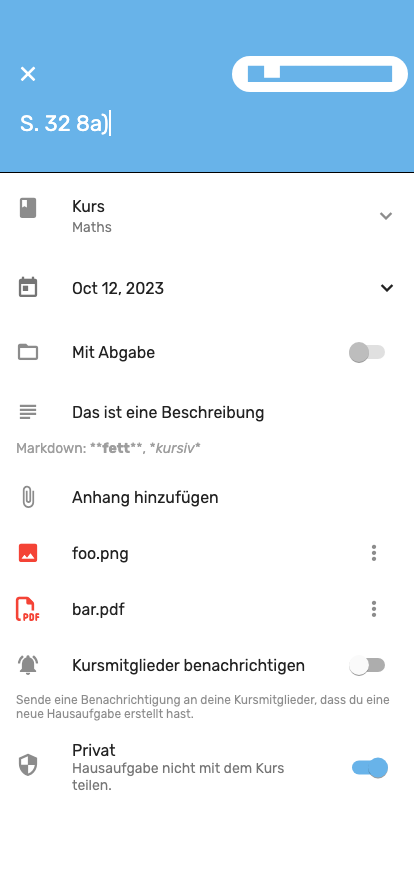 S. 32 8a)
Kurs
Maths
Oct 12, 2023
Mit Abgabe
Das ist eine Beschreibung
Markdown: **fett**, *kursiv*
Anhang hinzufügen
foo.png
PDF
bar.pdf
Kursmitglieder benachrichtigen
Sende eine Benachrichtigung an deine Kursmitglieder, dass du eine
neue Hausaufgabe erstellt hast.
Privat
Hausaufgabe nicht mit dem Kurs
teilen.